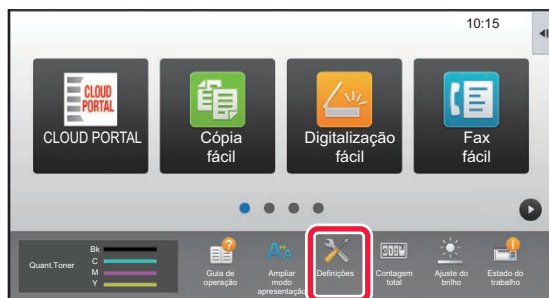 10:15
CLOUD
PORTAL
CLOUD PORTAL
Cópia
fácil
Digitalização
fácil
Fax
fácil
Quant.Toner
Bk
C
M
Y
Guia de
operação
Ampliar
modo
apresentação
Definições
Contagem
total
Ajuste do
brilho
Estado do
trabalho